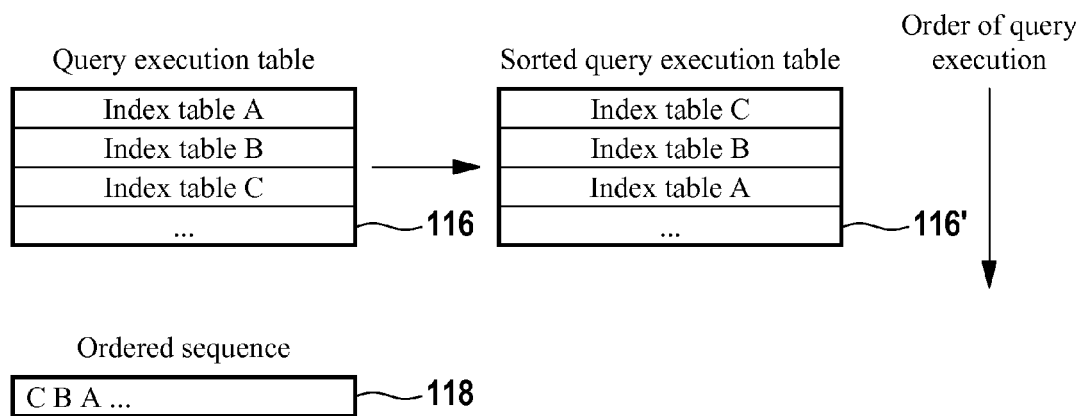 Query execution table
Index table A
Index table B
Index table C
...
116
Sorted query execution table
Index table C
Index table B
Index table A
...
116'
Order of query
execution
Ordered sequence
C B A ...
118